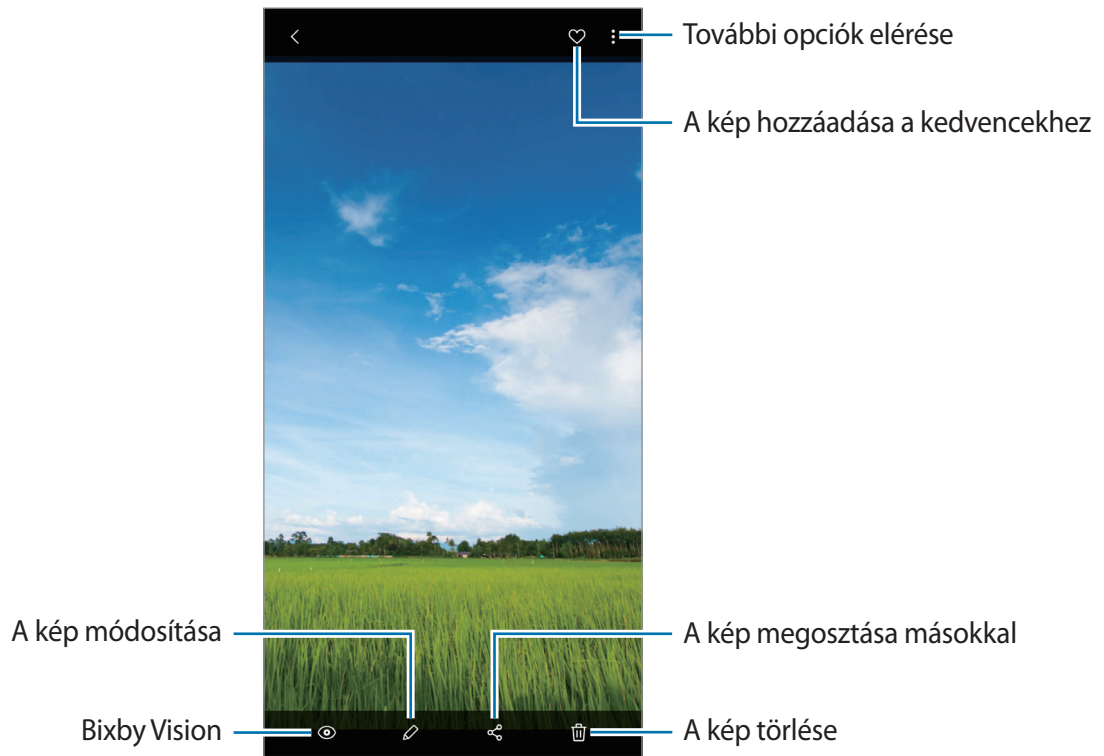 További opciók elérése
A kép hozzáadása a kedvencekhez
A kép módosítása
A kép megosztása másokkal
Bixby Vision
A kép törlése